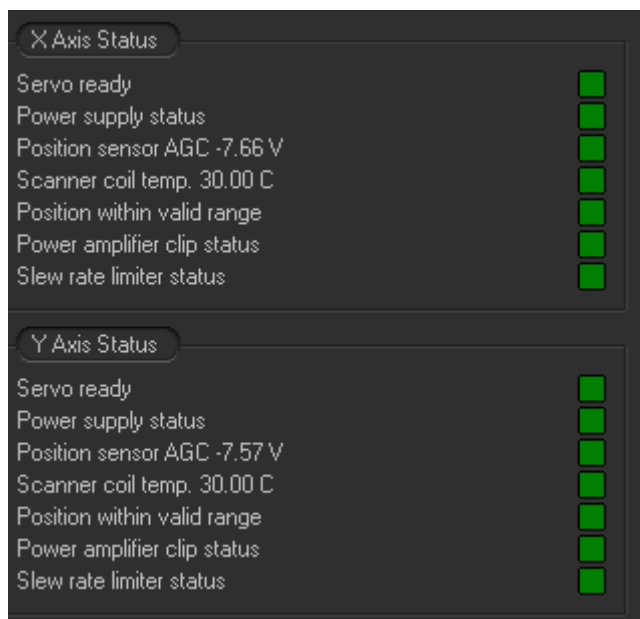 X Axis Status
Servo ready
Power supply status
Position sensor AGC -7.66 V
Scanner coil temp. 30.00 C
Position within valid range
Power amplifier clip status
Slew rate limiter status
Y Axis Status
Servo ready
Power supply status
Position sensor AGC -7.57 V
Scanner coil temp. 30.00 C
Position within valid range
Power amplifier clip status
Slew rate limiter status